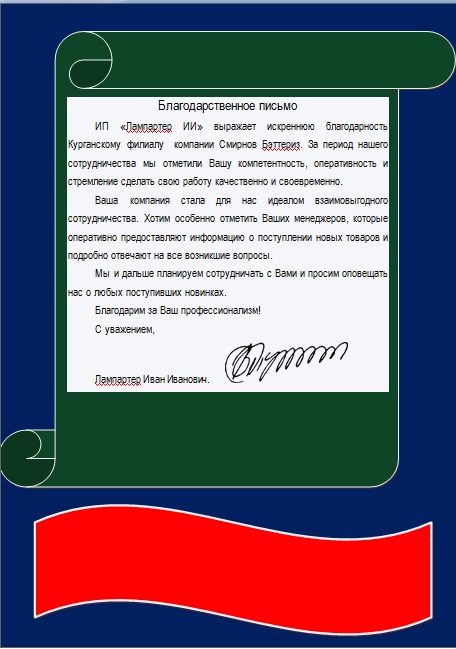 Благодарственное письмо
ИП «Лампартер ИИ» выражает искреннюю благодарность
Курганскому филиалу компании Смирнов Бэттериз. За период нашего
сотрудничества мы отметили Вашу компетентность, оперативность и
стремление сделать свою работу качественно и своевременно.
Ваша компания стала для нас идеалом взаимовыгодного
сотрудничества. Хотим особенно отметить Ваших менеджеров, которые
оперативно предоставляют информацию о поступлении новых товаров и
подробно отвечают на все возникшие вопросы.
Мы и дальше планируем сотрудничать с Вами и просим оповещать
нас о любых поступивших новинках.
Благодарим за Ваш профессионализм!
С уважением,
Лампартер Иван Иванович.